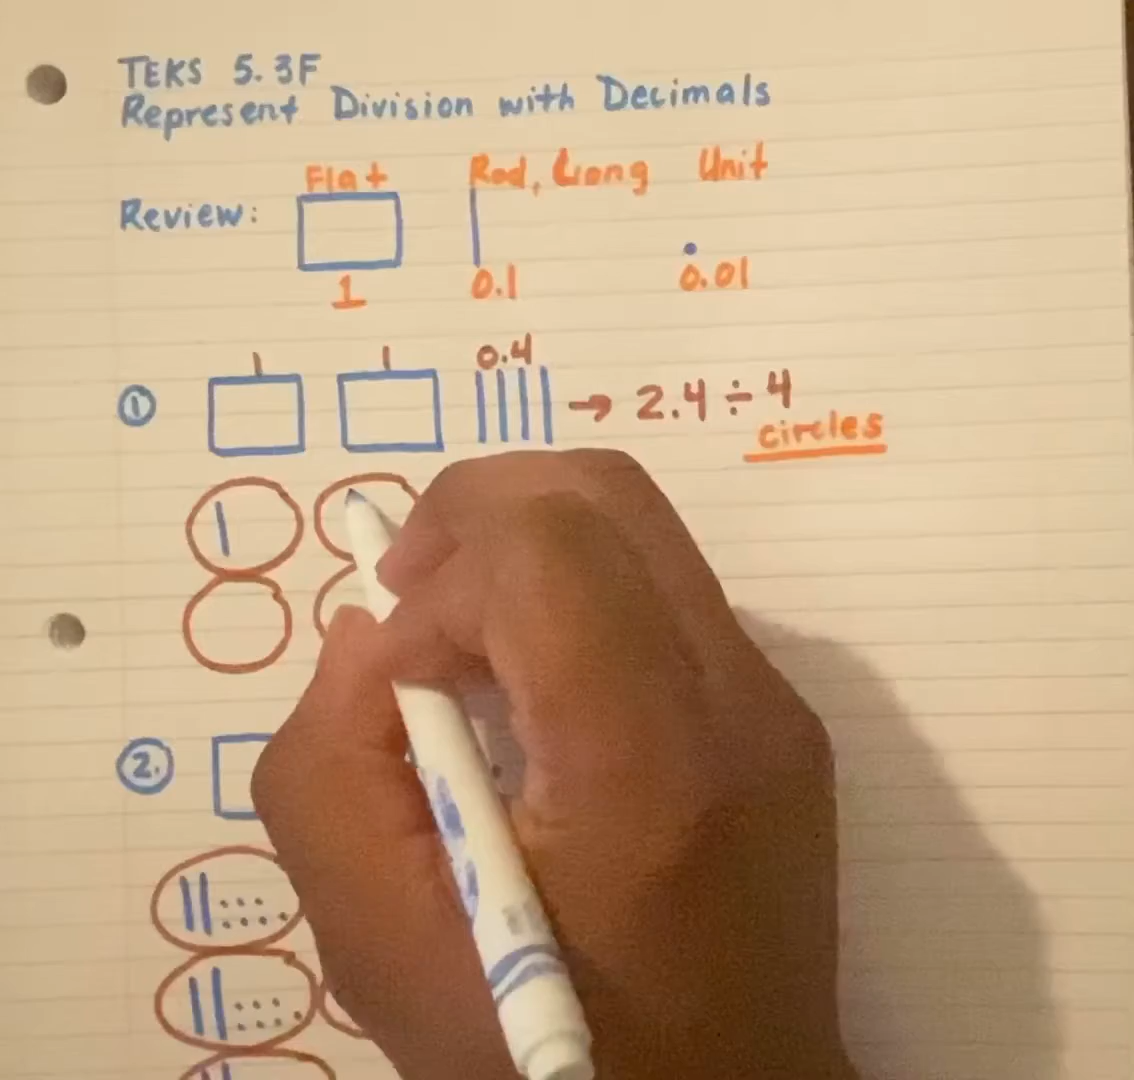 TEKS 5.3F
Represent Division with Decimals
Flat Rod, Long Unit
Review:
1 0.1 0.01
1 1 0.4
① → 2.4 ÷ 4
circles
②.